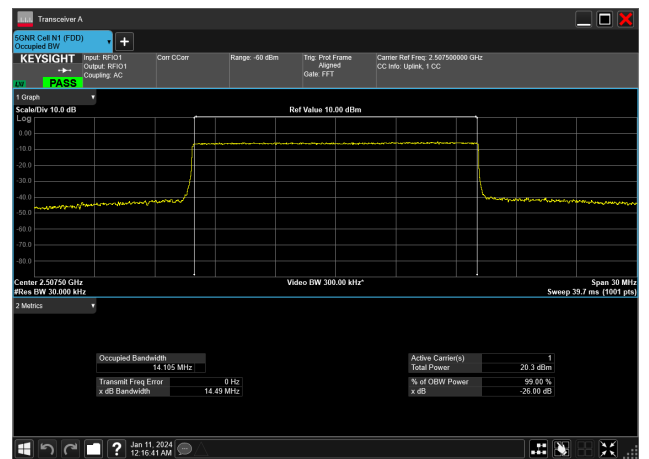 Transceiver A
5GNR Cell N1 (FDD)
Occupied BW
KEYSIGHT
PASS
Input: RFIO1
Output: RFIO1
Coupling: AC
Corr CCorr
Range: -60 dBm
Trig: Prot Frame
Aligned
Gate: FFT
Carrier Ref Freq: 2.507500000 GHz
CC Info: Uplink, 1 CC
1 Graph
Scale/Div 10.0 dB
Ref Value 10.00 dBm
Log
0.00
-10.0
-20.0
-30.0
-40.0
-50.0
-60.0
-70.0
-80.0
Center 2.50750 GHz
Video BW 300.00 kHz*
Span 30 MHz
#Res BW 30.000 kHz
Sweep 39.7 ms (1001 pts)
2 Metrics
Occupied Bandwidth
14.105 MHz
Active Carrier(s) 1
Total Power 20.3 dBm
Transmit Freq Error 0 Hz
x dB Bandwidth 14.49 MHz
% of OBW Power 99.00 %
x dB -26.00 dB
Jan 11, 2024
12:16:41 AM